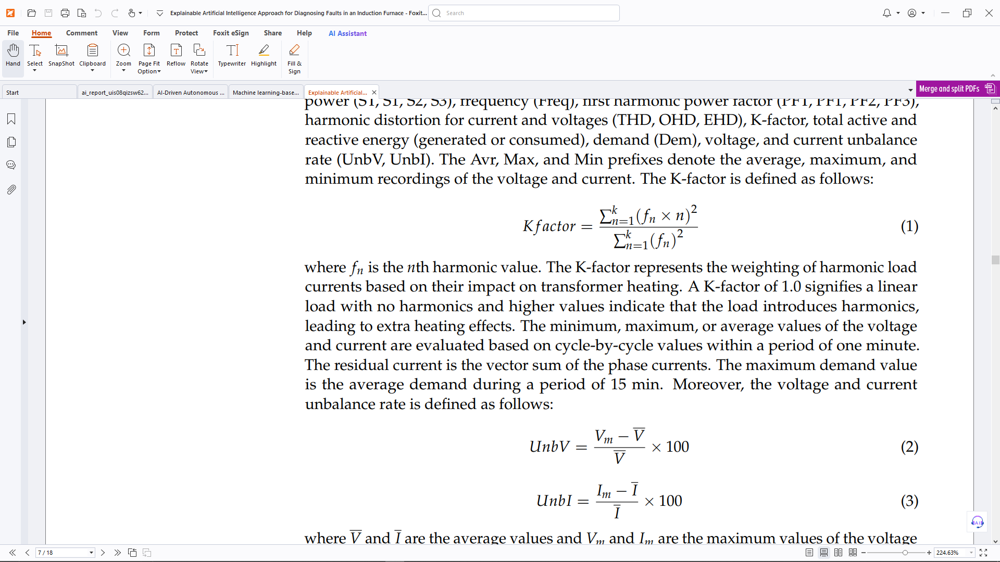 Explainable Artificial Intelligence Approach for Diagnosing Faults in an Induction Furnace - Foxit...
Search
File Home Comment View Form Protect Foxit eSign Share Help AI Assistant
Hand Select SnapShot Clipboard Zoom Page Fit Option Reflow Rotate View Typewriter Highlight Fill & Sign
Start ai_report_uis08qizsw62... AI-Driven Autonomous ... Machine learning-base... Explainable Artificial... Merge and split PDFs
power (S1, S1, S2, S3), frequency (Freq), first harmonic power factor (PF1, PF1, PF2, PF3),
harmonic distortion for current and voltages (THD, OHD, EHD), K-factor, total active and
reactive energy (generated or consumed), demand (Dem), voltage, and current unbalance
rate (UnbV, UnbI). The Avr, Max, and Min prefixes denote the average, maximum, and
minimum recordings of the voltage and current. The K-factor is defined as follows:
Kfactor = \frac{\sum_{n=1}^{k}(f_n × n)^2}{\sum_{n=1}^{k}(f_n)^2} (1)
where f_n is the nth harmonic value. The K-factor represents the weighting of harmonic load
currents based on their impact on transformer heating. A K-factor of 1.0 signifies a linear
load with no harmonics and higher values indicate that the load introduces harmonics,
leading to extra heating effects. The minimum, maximum, or average values of the voltage
and current are evaluated based on cycle-by-cycle values within a period of one minute.
The residual current is the vector sum of the phase currents. The maximum demand value
is the average demand during a period of 15 min. Moreover, the voltage and current
unbalance rate is defined as follows:
UnbV = \frac{V_m − \overline{V}}{\overline{V}} × 100 (2)
UnbI = \frac{I_m − \overline{I}}{\overline{I}} × 100 (3)
where \overline{V} and \overline{I} are the average values and V_m and I_m are the maximum values of the voltage
AI
7 / 18
224.63%